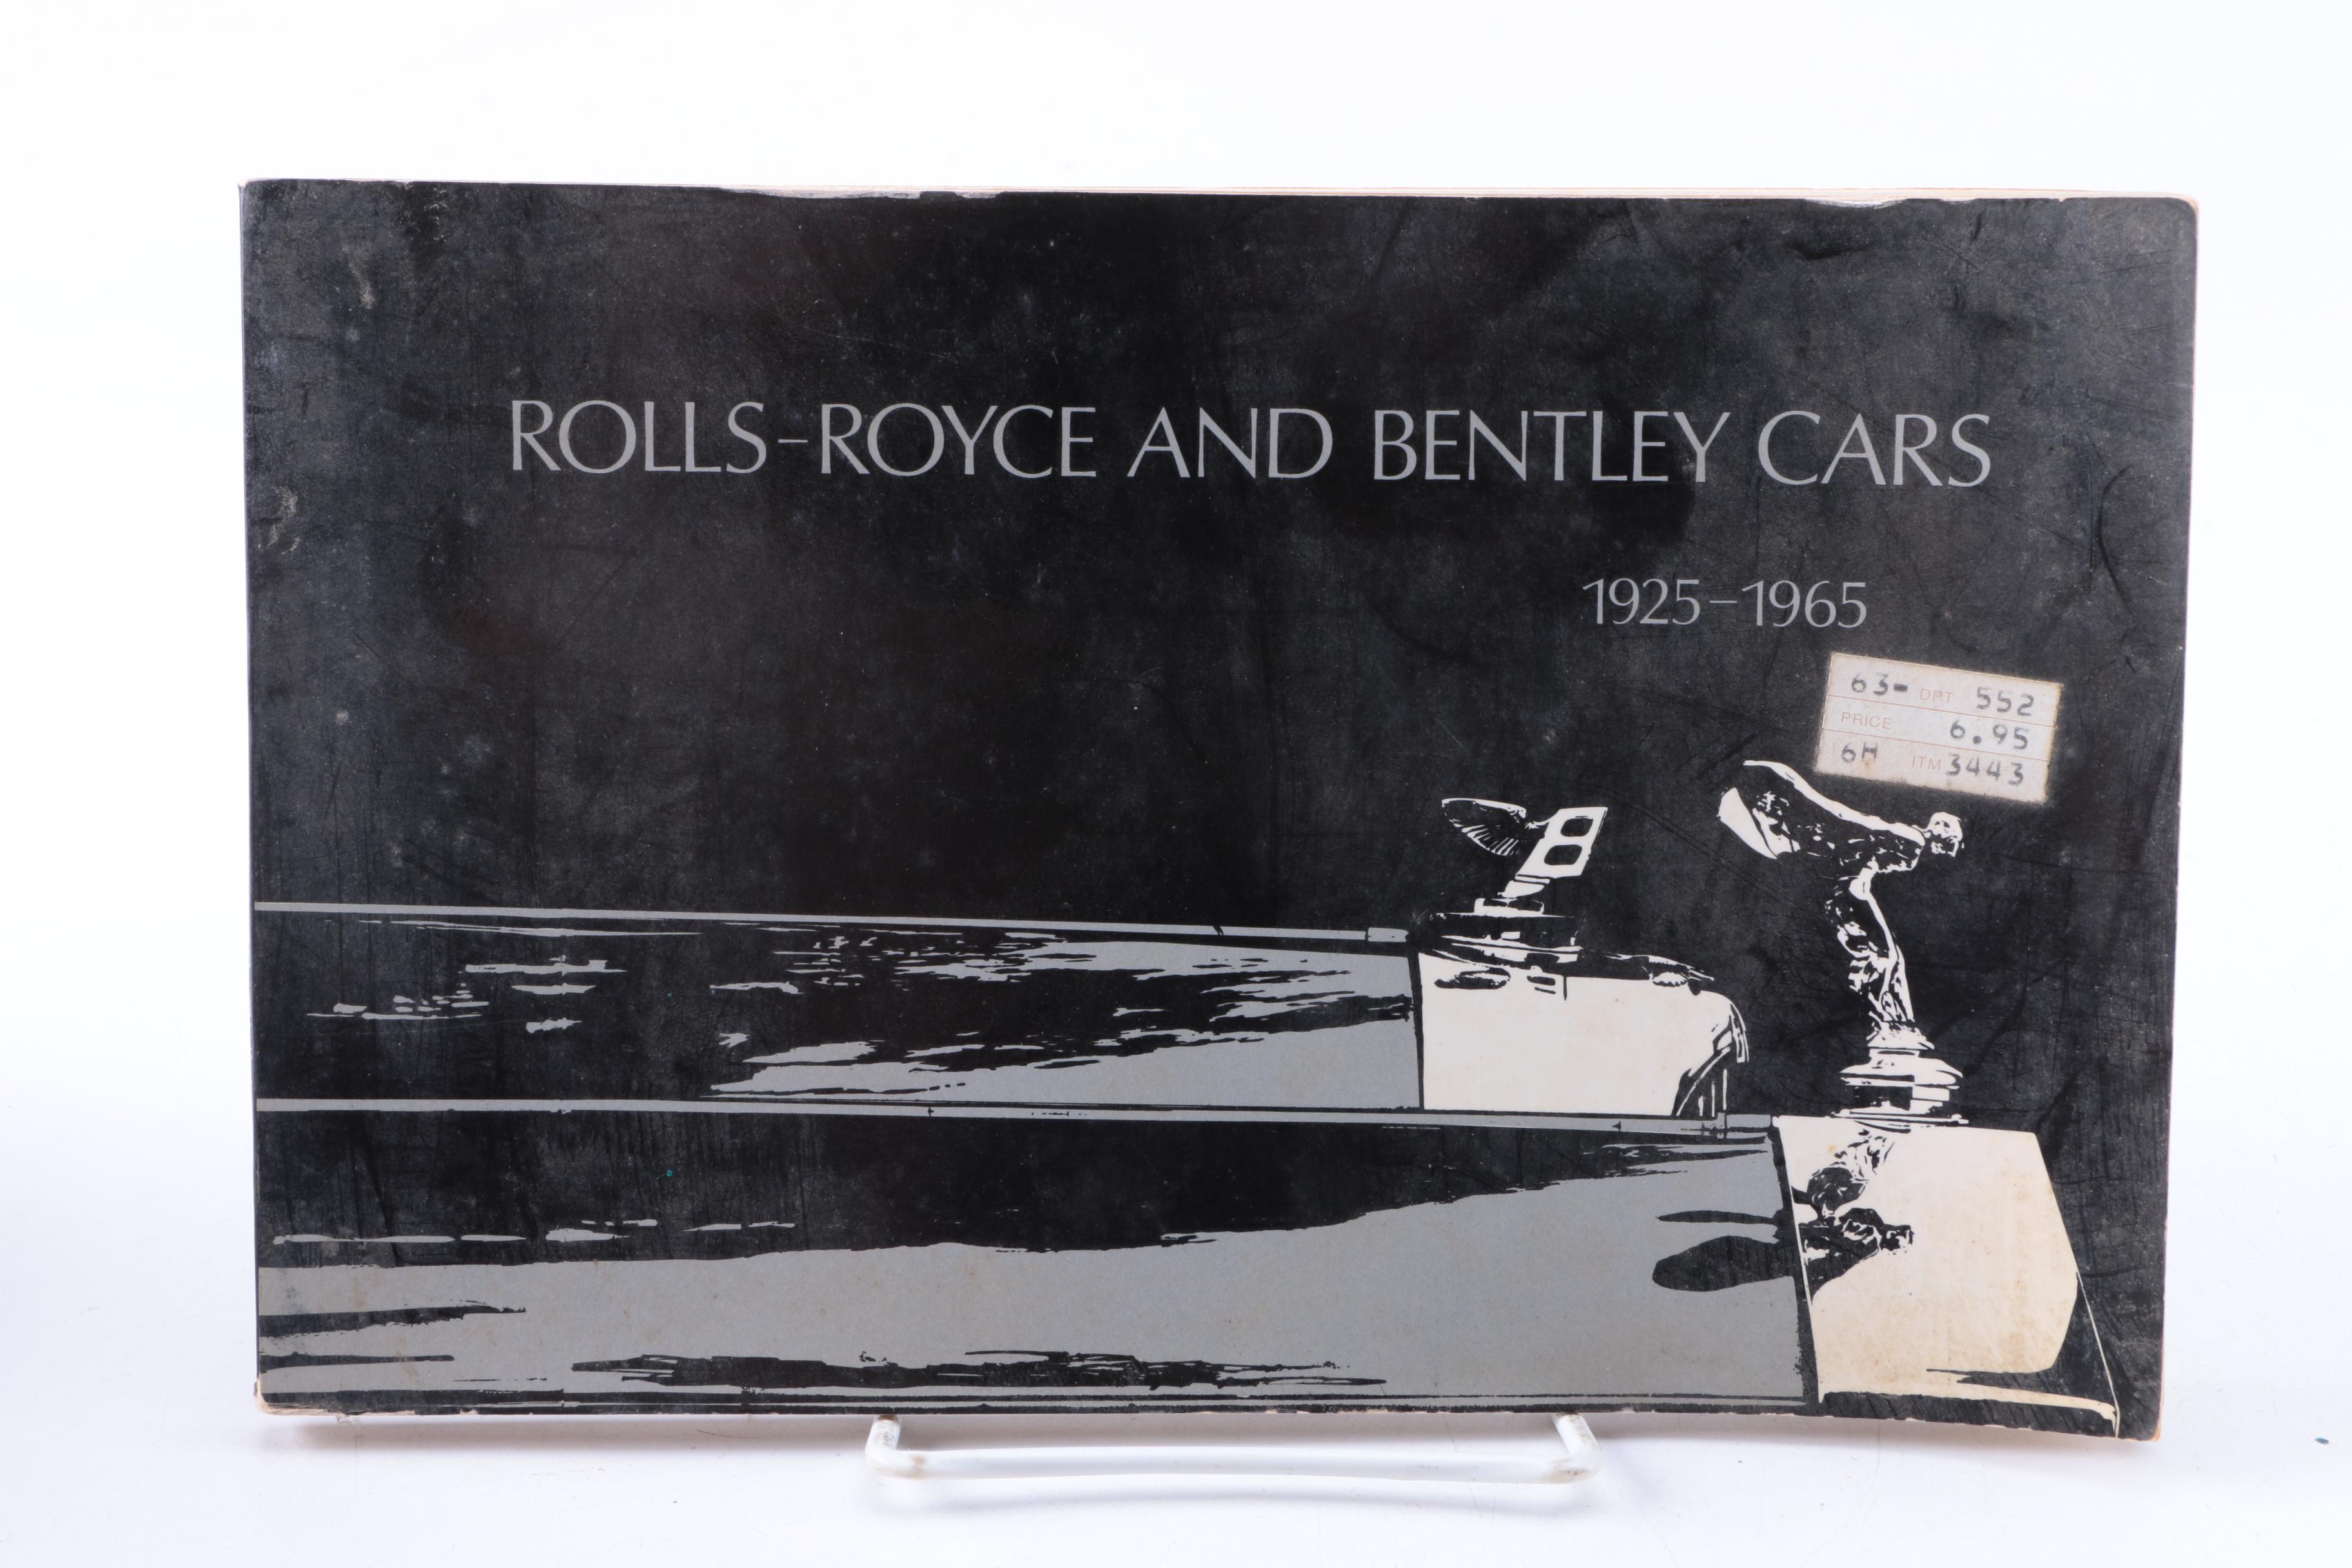 ROLLS-ROYCE AND BENTLEY CARS
1925-1965
63- DPT 552
PRICE 6.95
6H ITM 3443
B